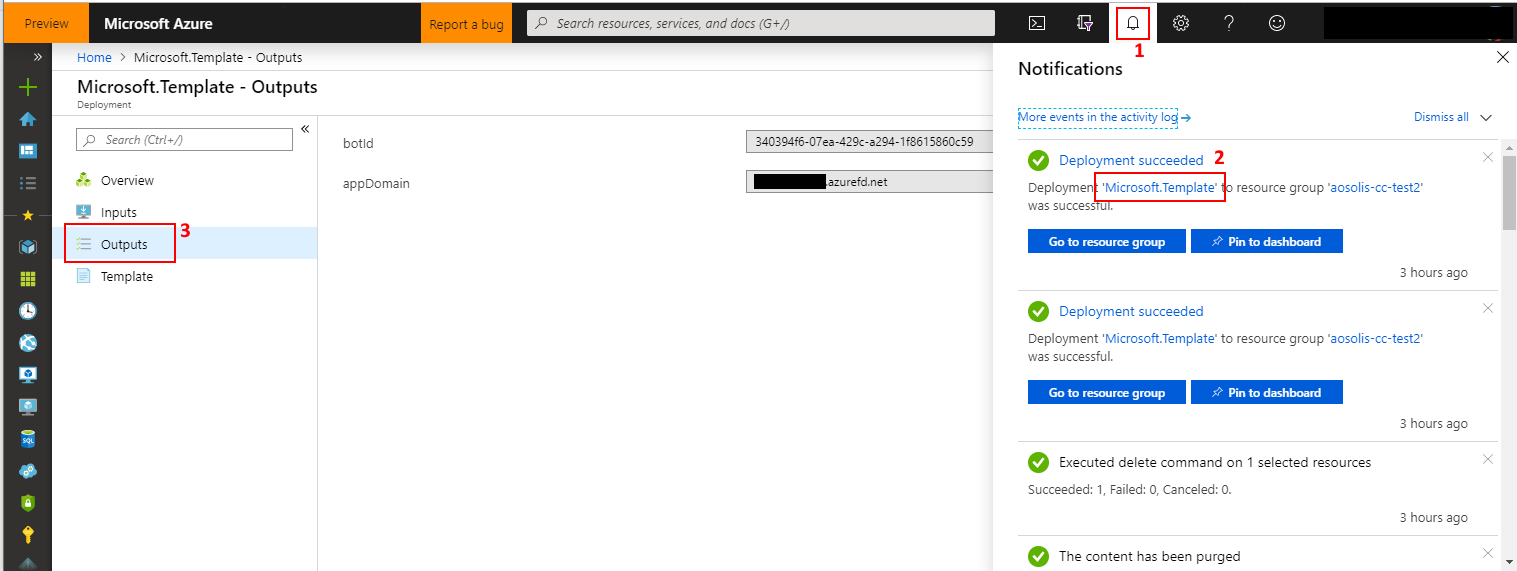 Preview
Microsoft Azure
Report a bug
Search resources, services, and docs (G+/)
1
Home > Microsoft.Template - Outputs
Microsoft.Template - Outputs
Deployment
Search (Ctrl+/)
Overview
Inputs
Outputs
3
Template
botId
340394f6-07ea-429c-a294-1f8615860c59
appDomain
.azurefd.net
Notifications
More events in the activity log
Dismiss all
Deployment succeeded
2
Deployment 'Microsoft.Template' to resource group 'aosolis-cc-test2'
was successful.
Go to resource group
Pin to dashboard
3 hours ago
Deployment succeeded
Deployment 'Microsoft.Template' to resource group 'aosolis-cc-test2'
was successful.
Go to resource group
Pin to dashboard
3 hours ago
Executed delete command on 1 selected resources
Succeeded: 1, Failed: 0, Canceled: 0.
3 hours ago
The content has been purged
SQL